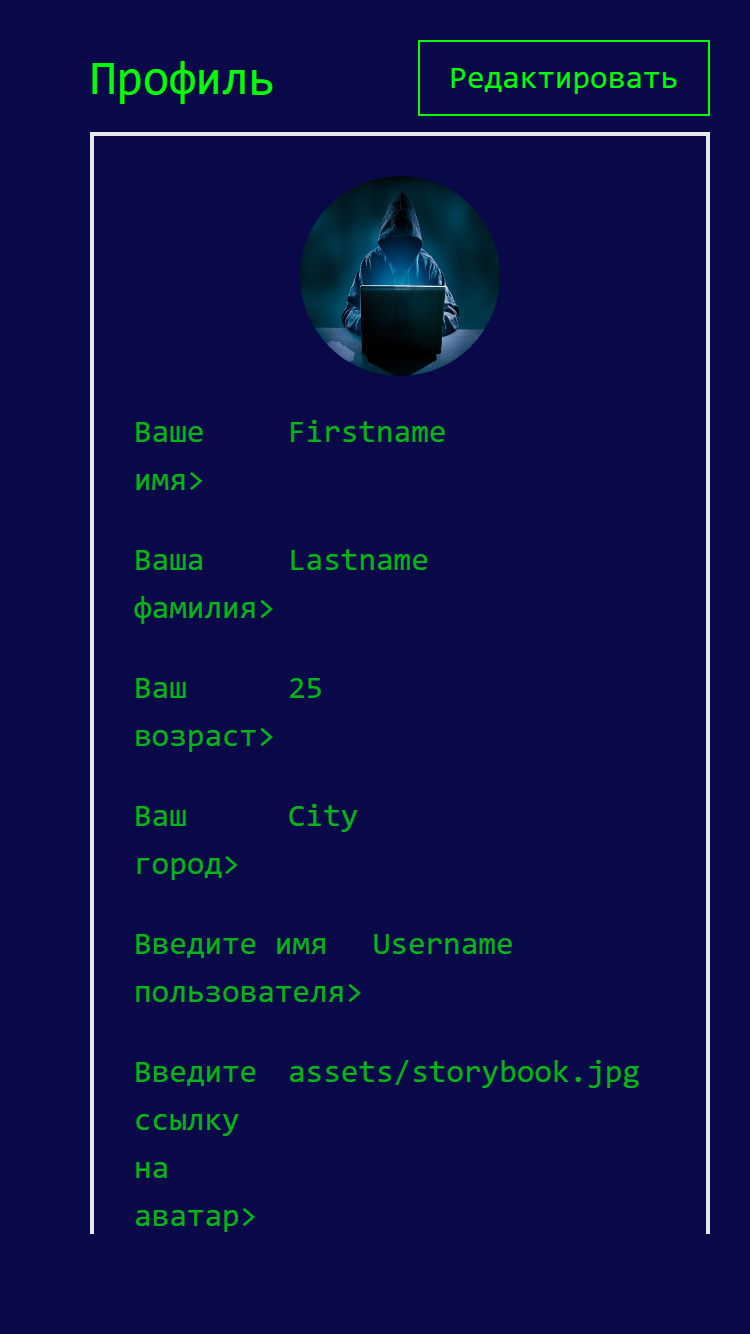 Профиль Редактировать
Ваше Firstname
имя>
Ваша Lastname
фамилия>
Ваш 25
возраст>
Ваш City
город>
Введите имя Username
пользователя>
Введите assets/storybook.jpg
ссылку
на
аватар>